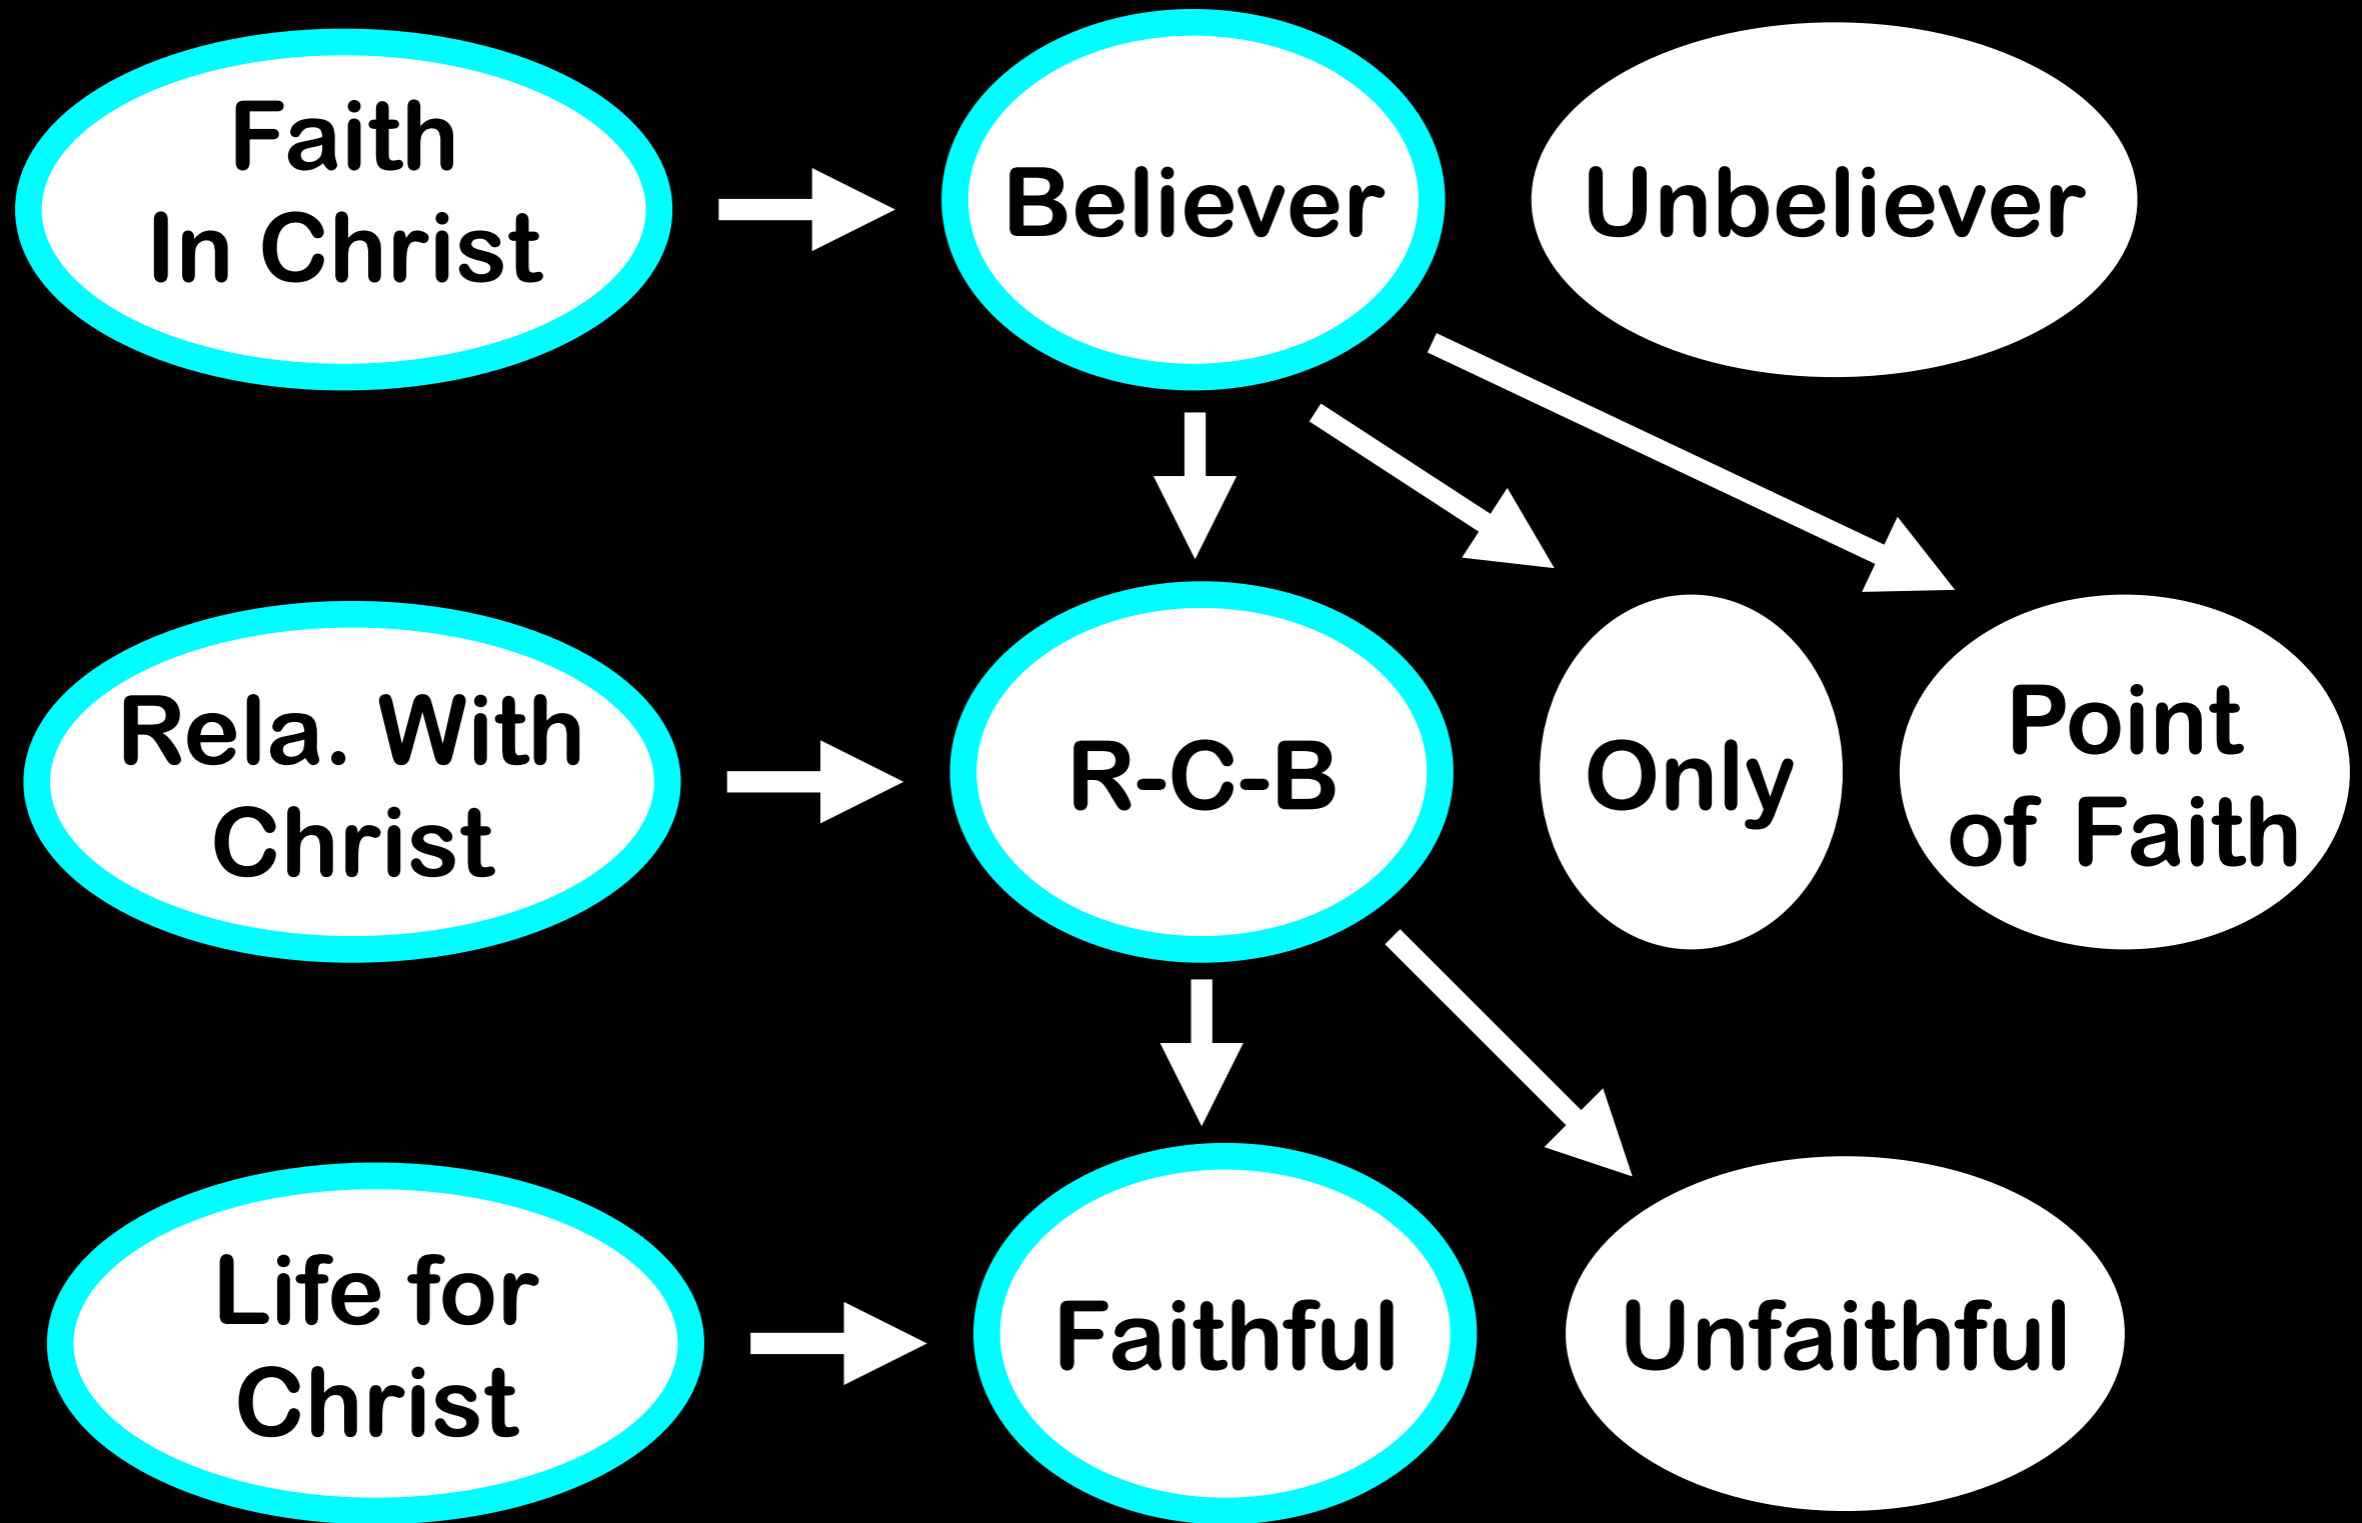 Faith
In Christ
Believer
Unbeliever
Rela. With
Christ
R-C-B
Only
Point
of Faith
Life for
Christ
Faithful
Unfaithful